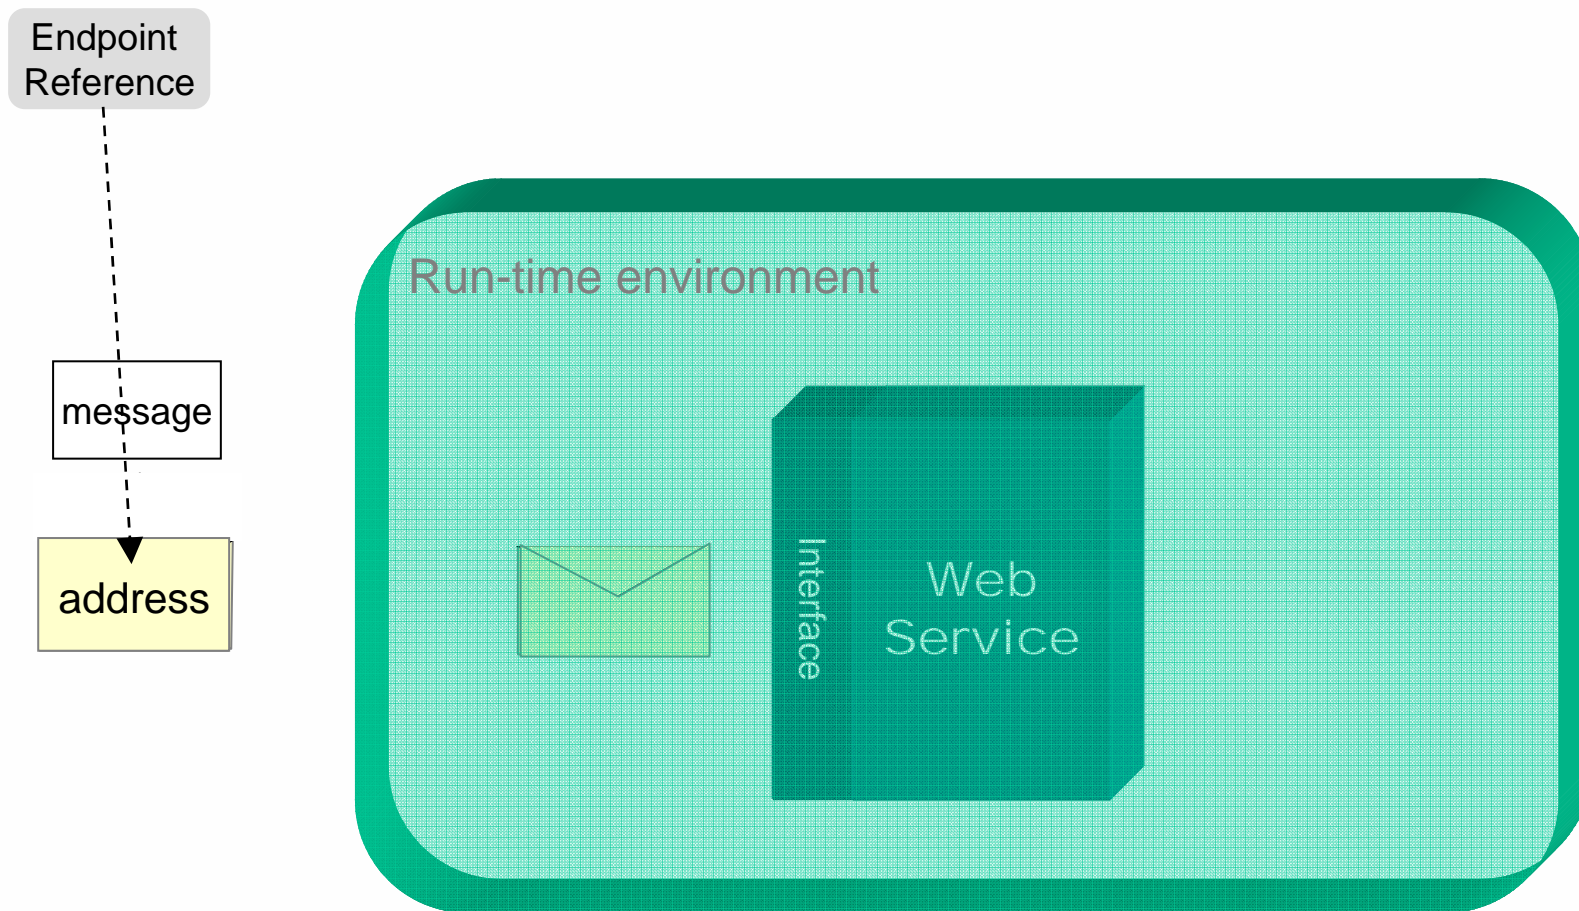 Endpoint
Reference
Run-time environment
message
address
Interface
Web
Service